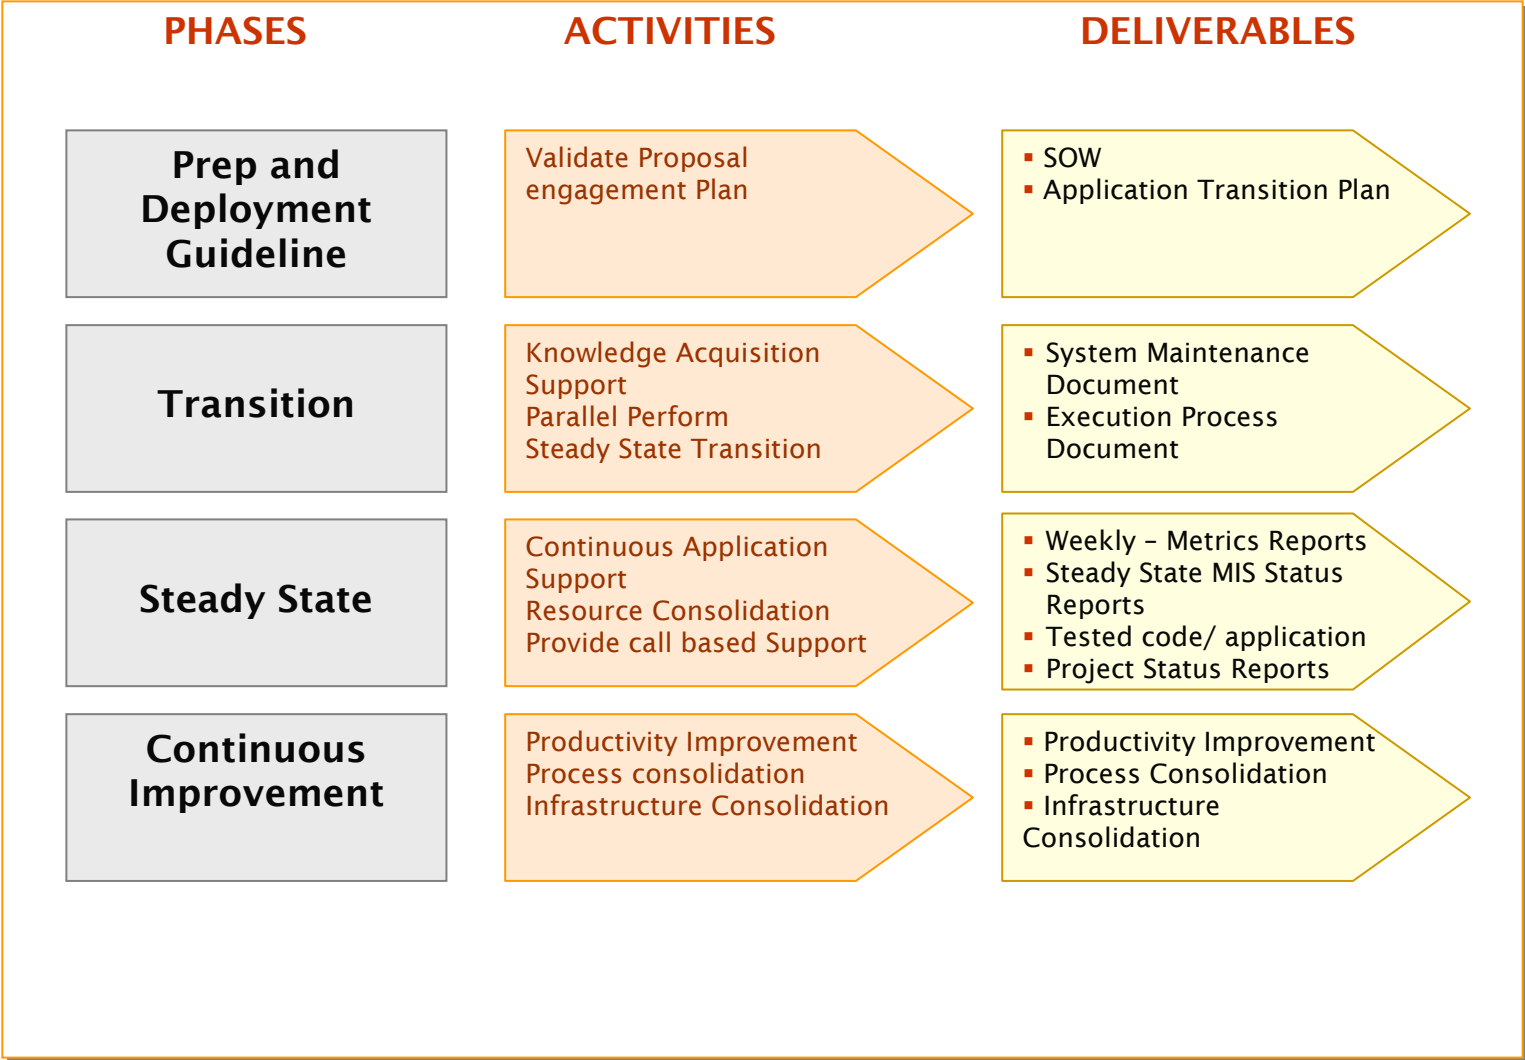 PHASES
ACTIVITIES
DELIVERABLES
Prep and
Deployment
Guideline
Validate Proposal
engagement Plan
▪ SOW
▪ Application Transition Plan
Transition
Knowledge Acquisition
Support
Parallel Perform
Steady State Transition
▪ System Maintenance
Document
▪ Execution Process
Document
Steady State
Continuous Application
Support
Resource Consolidation
Provide call based Support
▪ Weekly – Metrics Reports
▪ Steady State MIS Status
Reports
▪ Tested code/ application
▪ Project Status Reports
Continuous
Improvement
Productivity Improvement
Process consolidation
Infrastructure Consolidation
▪ Productivity Improvement
▪ Process Consolidation
▪ Infrastructure
Consolidation